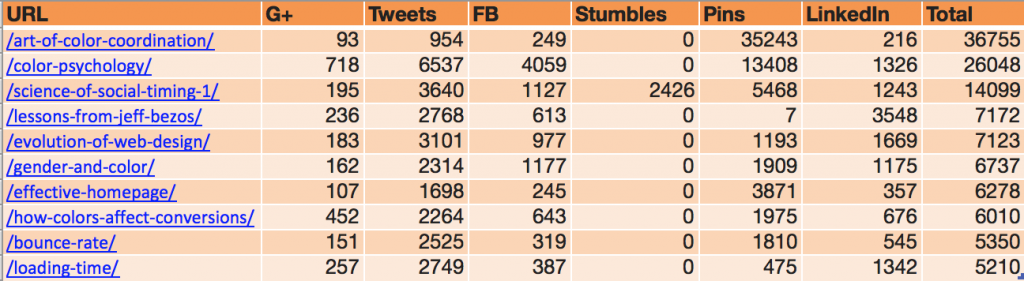 URL G+ Tweets FB Stumbles Pins LinkedIn Total
/art-of-color-coordination/ 93 954 249 0 35243 216 36755
/color-psychology/ 718 6537 4059 0 13408 1326 26048
/science-of-social-timing-1/ 195 3640 1127 2426 5468 1243 14099
/lessons-from-jeff-bezos/ 236 2768 613 0 7 3548 7172
/evolution-of-web-design/ 183 3101 977 0 1193 1669 7123
/gender-and-color/ 162 2314 1177 0 1909 1175 6737
/effective-homepage/ 107 1698 245 0 3871 357 6278
/how-colors-affect-conversions/ 452 2264 643 0 1975 676 6010
/bounce-rate/ 151 2525 319 0 1810 545 5350
/loading-time/ 257 2749 387 0 475 1342 5210